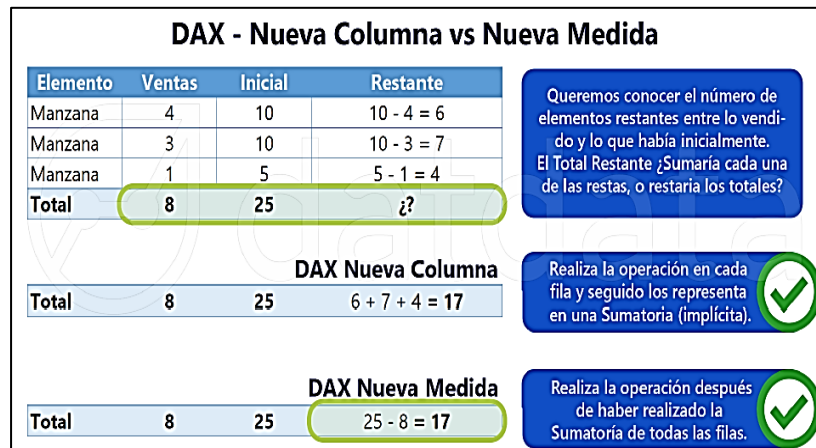 DAX - Nueva Columna vs Nueva Medida
Elemento Ventas Inicial Restante
Manzana 4 10 10 - 4 = 6
Manzana 3 10 10 - 3 = 7
Manzana 1 5 5 - 1 = 4
Total 8 25 ¿?
Queremos conocer el número de
elementos restantes entre lo vendi-
do y lo que había inicialmente.
El Total Restante ¿Sumaría cada una
de las restas, o restaria los totales?
DAX Nueva Columna
Total 8 25 6 + 7 + 4 = 17
Realiza la operación en cada
fila y seguido los representa
en una Sumatoria (implícita).
DAX Nueva Medida
Total 8 25 25 - 8 = 17
Realiza la operación después
de haber realizado la
Sumatoría de todas las filas.
datdata